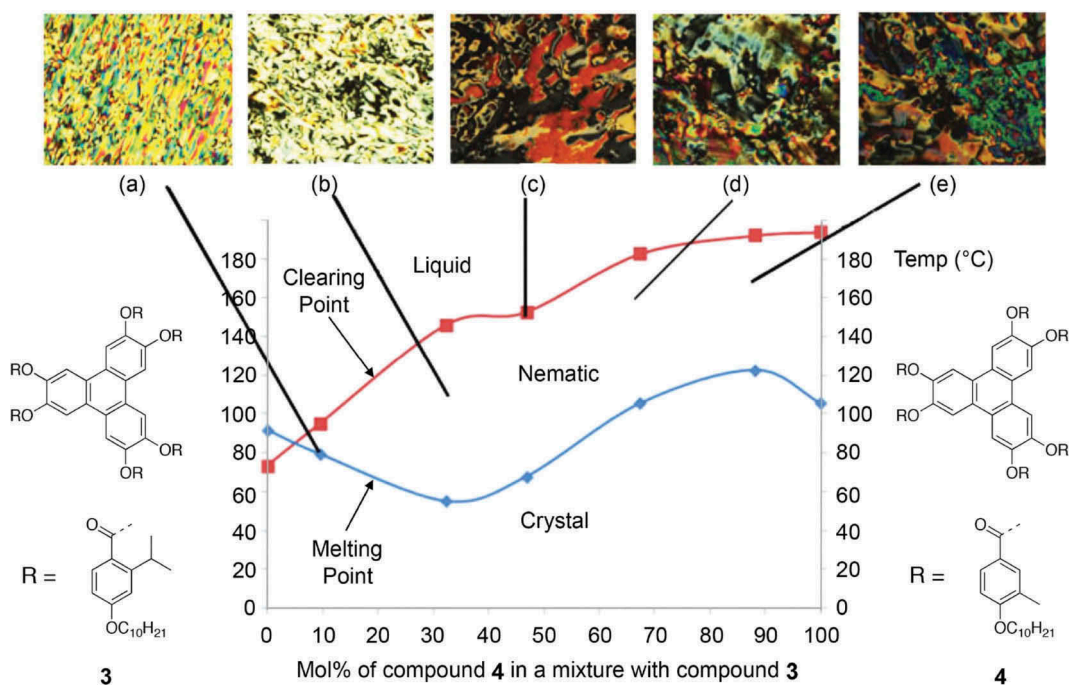 (a)
(b)
(c)
(d)
(e)
Liquid
Clearing
Point
Nematic
Crystal
Melting
Point
180
160
140
120
100
80
60
40
20
0
180
160
140
120
100
80
60
40
20
0
Temp (°C)
0 10 20 30 40 50 60 70 80 90 100
Mol% of compound 4 in a mixture with compound 3
OR
RO
OR
RO
RO
OR
OR
R =
O
OC10H21
3
OR
RO
OR
RO
RO
OR
OR
R =
O
OC10H21
4